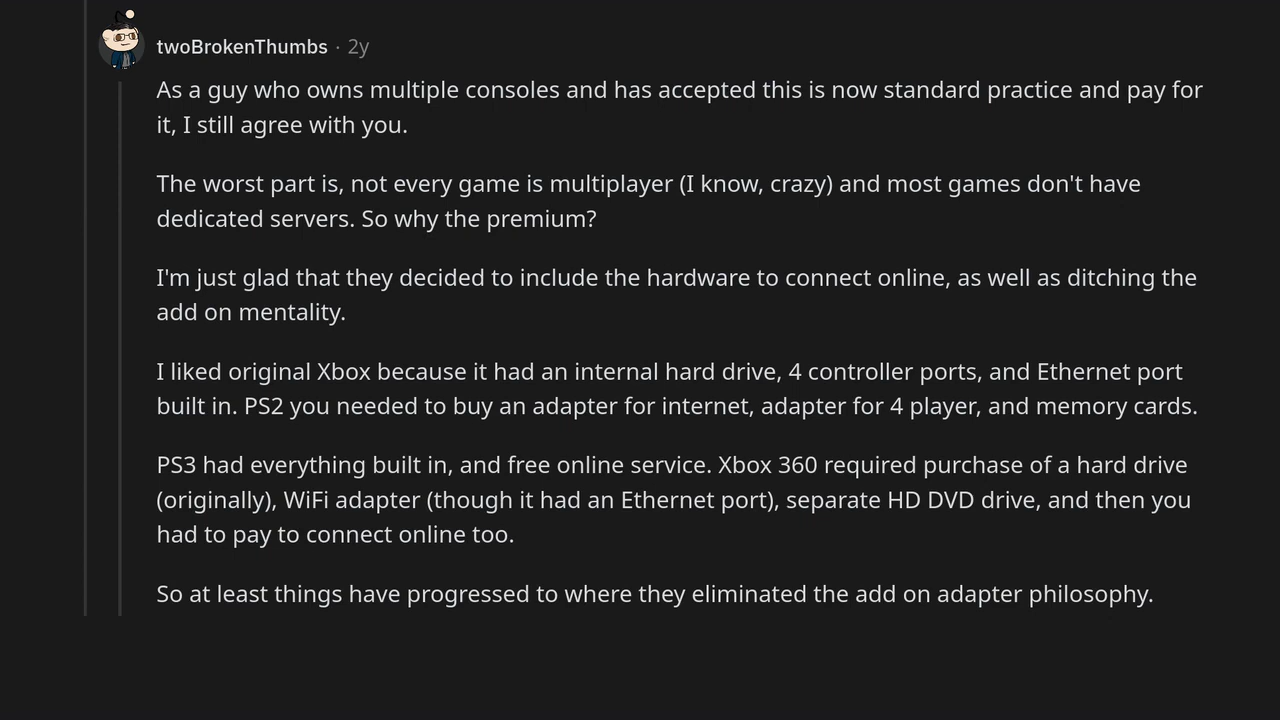 twoBrokenThumbs · 2y
As a guy who owns multiple consoles and has accepted this is now standard practice and pay for
it, I still agree with you.
The worst part is, not every game is multiplayer (I know, crazy) and most games don't have
dedicated servers. So why the premium?
I'm just glad that they decided to include the hardware to connect online, as well as ditching the
add on mentality.
I liked original Xbox because it had an internal hard drive, 4 controller ports, and Ethernet port
built in. PS2 you needed to buy an adapter for internet, adapter for 4 player, and memory cards.
PS3 had everything built in, and free online service. Xbox 360 required purchase of a hard drive
(originally), WiFi adapter (though it had an Ethernet port), separate HD DVD drive, and then you
had to pay to connect online too.
So at least things have progressed to where they eliminated the add on adapter philosophy.